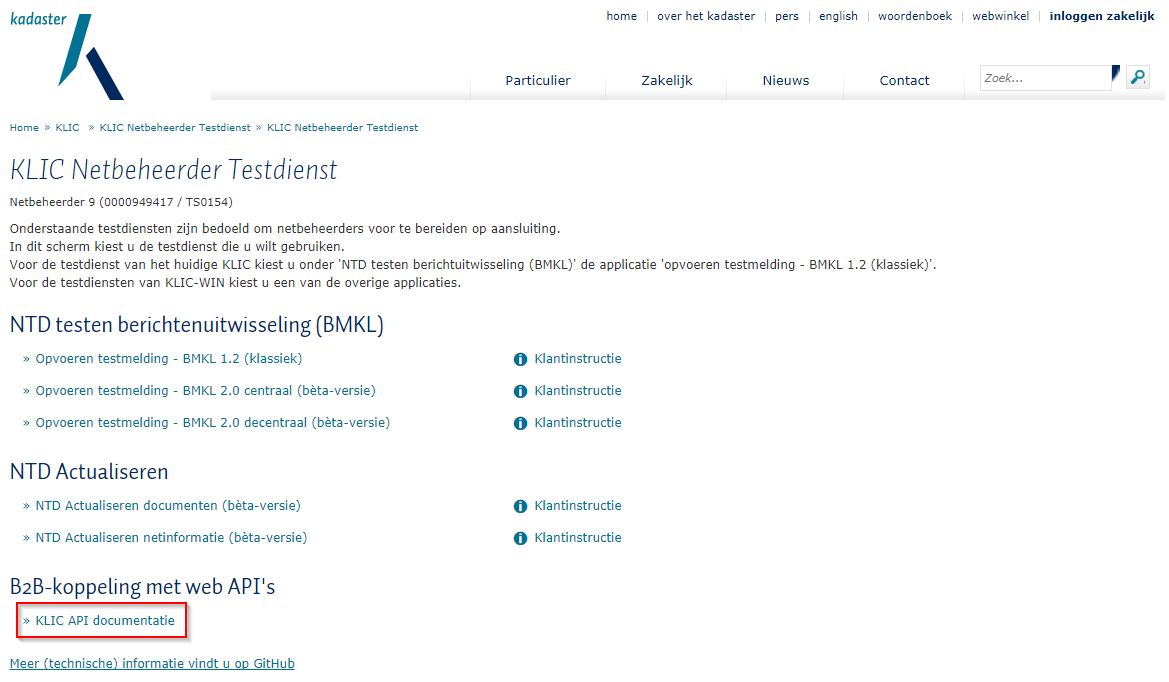 kadaster
home | over het kadaster | pers | english | woordenboek | webwinkel | inloggen zakelijk
Particulier Zakelijk Nieuws Contact Zoek...
Home » KLIC » KLIC Netbeheerder Testdienst » KLIC Netbeheerder Testdienst
KLIC Netbeheerder Testdienst
Netbeheerder 9 (0000949417 / TS0154)
Onderstaande testdiensten zijn bedoeld om netbeheerders voor te bereiden op aansluiting.
In dit scherm kiest u de testdienst die u wilt gebruiken.
Voor de testdienst van het huidige KLIC kiest u onder 'NTD testen berichtuitwisseling (BMKL)' de applicatie 'opvoeren testmelding - BMKL 1.2 (klassiek)'.
Voor de testdiensten van KLIC-WIN kiest u een van de overige applicaties.
NTD testen berichtenuitwisseling (BMKL)
» Opvoeren testmelding - BMKL 1.2 (klassiek) i Klantinstructie
» Opvoeren testmelding - BMKL 2.0 centraal (bèta-versie) i Klantinstructie
» Opvoeren testmelding - BMKL 2.0 decentraal (bèta-versie) i Klantinstructie
NTD Actualiseren
» NTD Actualiseren documenten (bèta-versie) i Klantinstructie
» NTD Actualiseren netinformatie (bèta-versie) i Klantinstructie
B2B-koppeling met web API's
» KLIC API documentatie
Meer (technische) informatie vindt u op GitHub